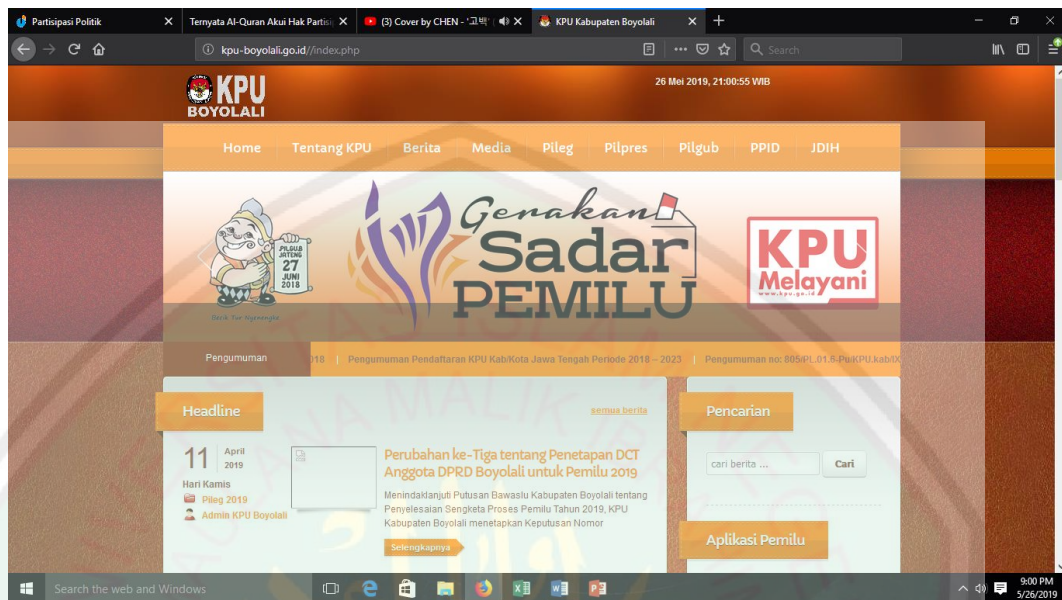 Partisipasi Politik
Ternyata Al-Quran Akui Hak Partisi
(3) Cover by CHEN - '고백'
KPU Kabupaten Boyolali
kpu-boyolali.go.id//index.php
Search
KPU
BOYOLALI
26 Mei 2019, 21:00:55 WIB
Home Tentang KPU Berita Media Pileg Pilpres Pilgub PPID JDIH
PILGUB
JATENG
27
JUNI
2018
Becik Tur Nyenengke
Gerakan
Sadar
PEMILU
KPU
Melayani
www.kpu.go.id
Pengumuman
018 | Pengumuman Pendaftaran KPU Kab/Kota Jawa Tengah Periode 2018 – 2023 | Pengumuman no: 805/PL.01.6-Pu/KPU.kab/IX
Headline
semua berita
11 April
2019
Hari Kamis
Pileg 2019
Admin KPU Boyolali
Perubahan ke-Tiga tentang Penetapan DCT
Anggota DPRD Boyolali untuk Pemilu 2019
Menindaklanjuti Putusan Bawaslu Kabupaten Boyolali tentang
Penyelesaian Sengketa Proses Pemilu Tahun 2019, KPU
Kabupaten Boyolali menetapkan Keputusan Nomor
Selengkapnya
Pencarian
cari berita ... Cari
Aplikasi Pemilu
Search the web and Windows
9:00 PM
5/26/2019